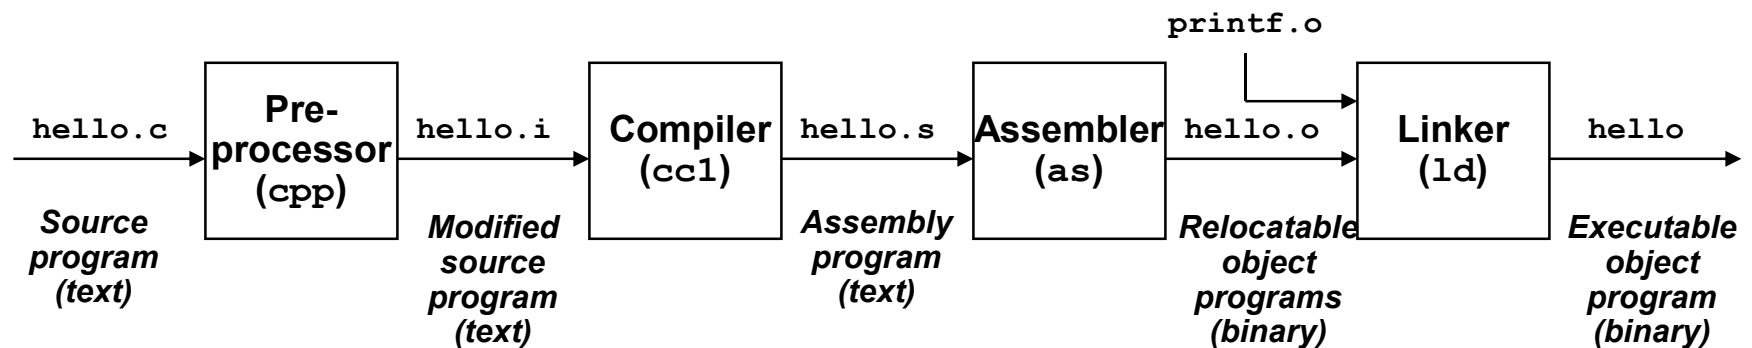 printf.o
hello.c
Pre-
processor
(cpp)
hello.i
Compiler
(cc1)
hello.s
Assembler
(as)
hello.o
Linker
(ld)
hello
Source
program
(text)
Modified
source
program
(text)
Assembly
program
(text)
Relocatable
object
programs
(binary)
Executable
object
program
(binary)